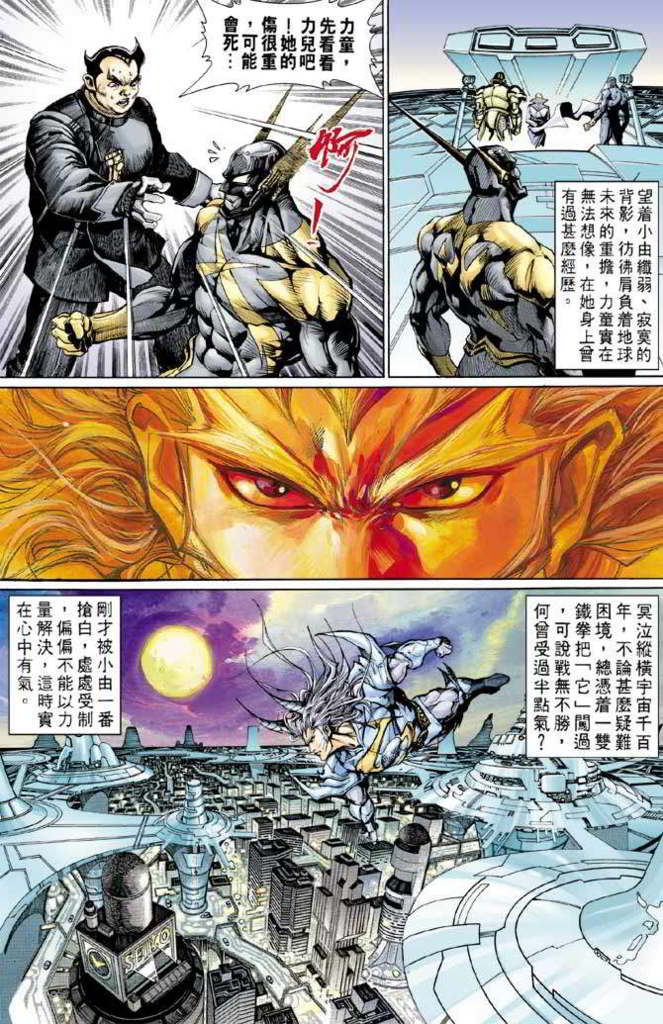 望着小由纖弱、寂寞的
背影，彷彿肩負着地球
未來的重擔，力童實在
無法想像，在她身上曾
有過甚麼經歷。
力童，
先看看
力兒吧
！她的
傷很重
，可能
會死…
啊！
冥泣縱橫宇宙千百
年，不論甚麼疑難
困境，總憑着一雙
鐵拳把「它」闖過
，可說戰無不勝，
何曾受過半點氣？
剛才被小由一番
搶白，處處受制
，偏偏不能以力
量解決，這時實
在心中有氣。
SEIKO